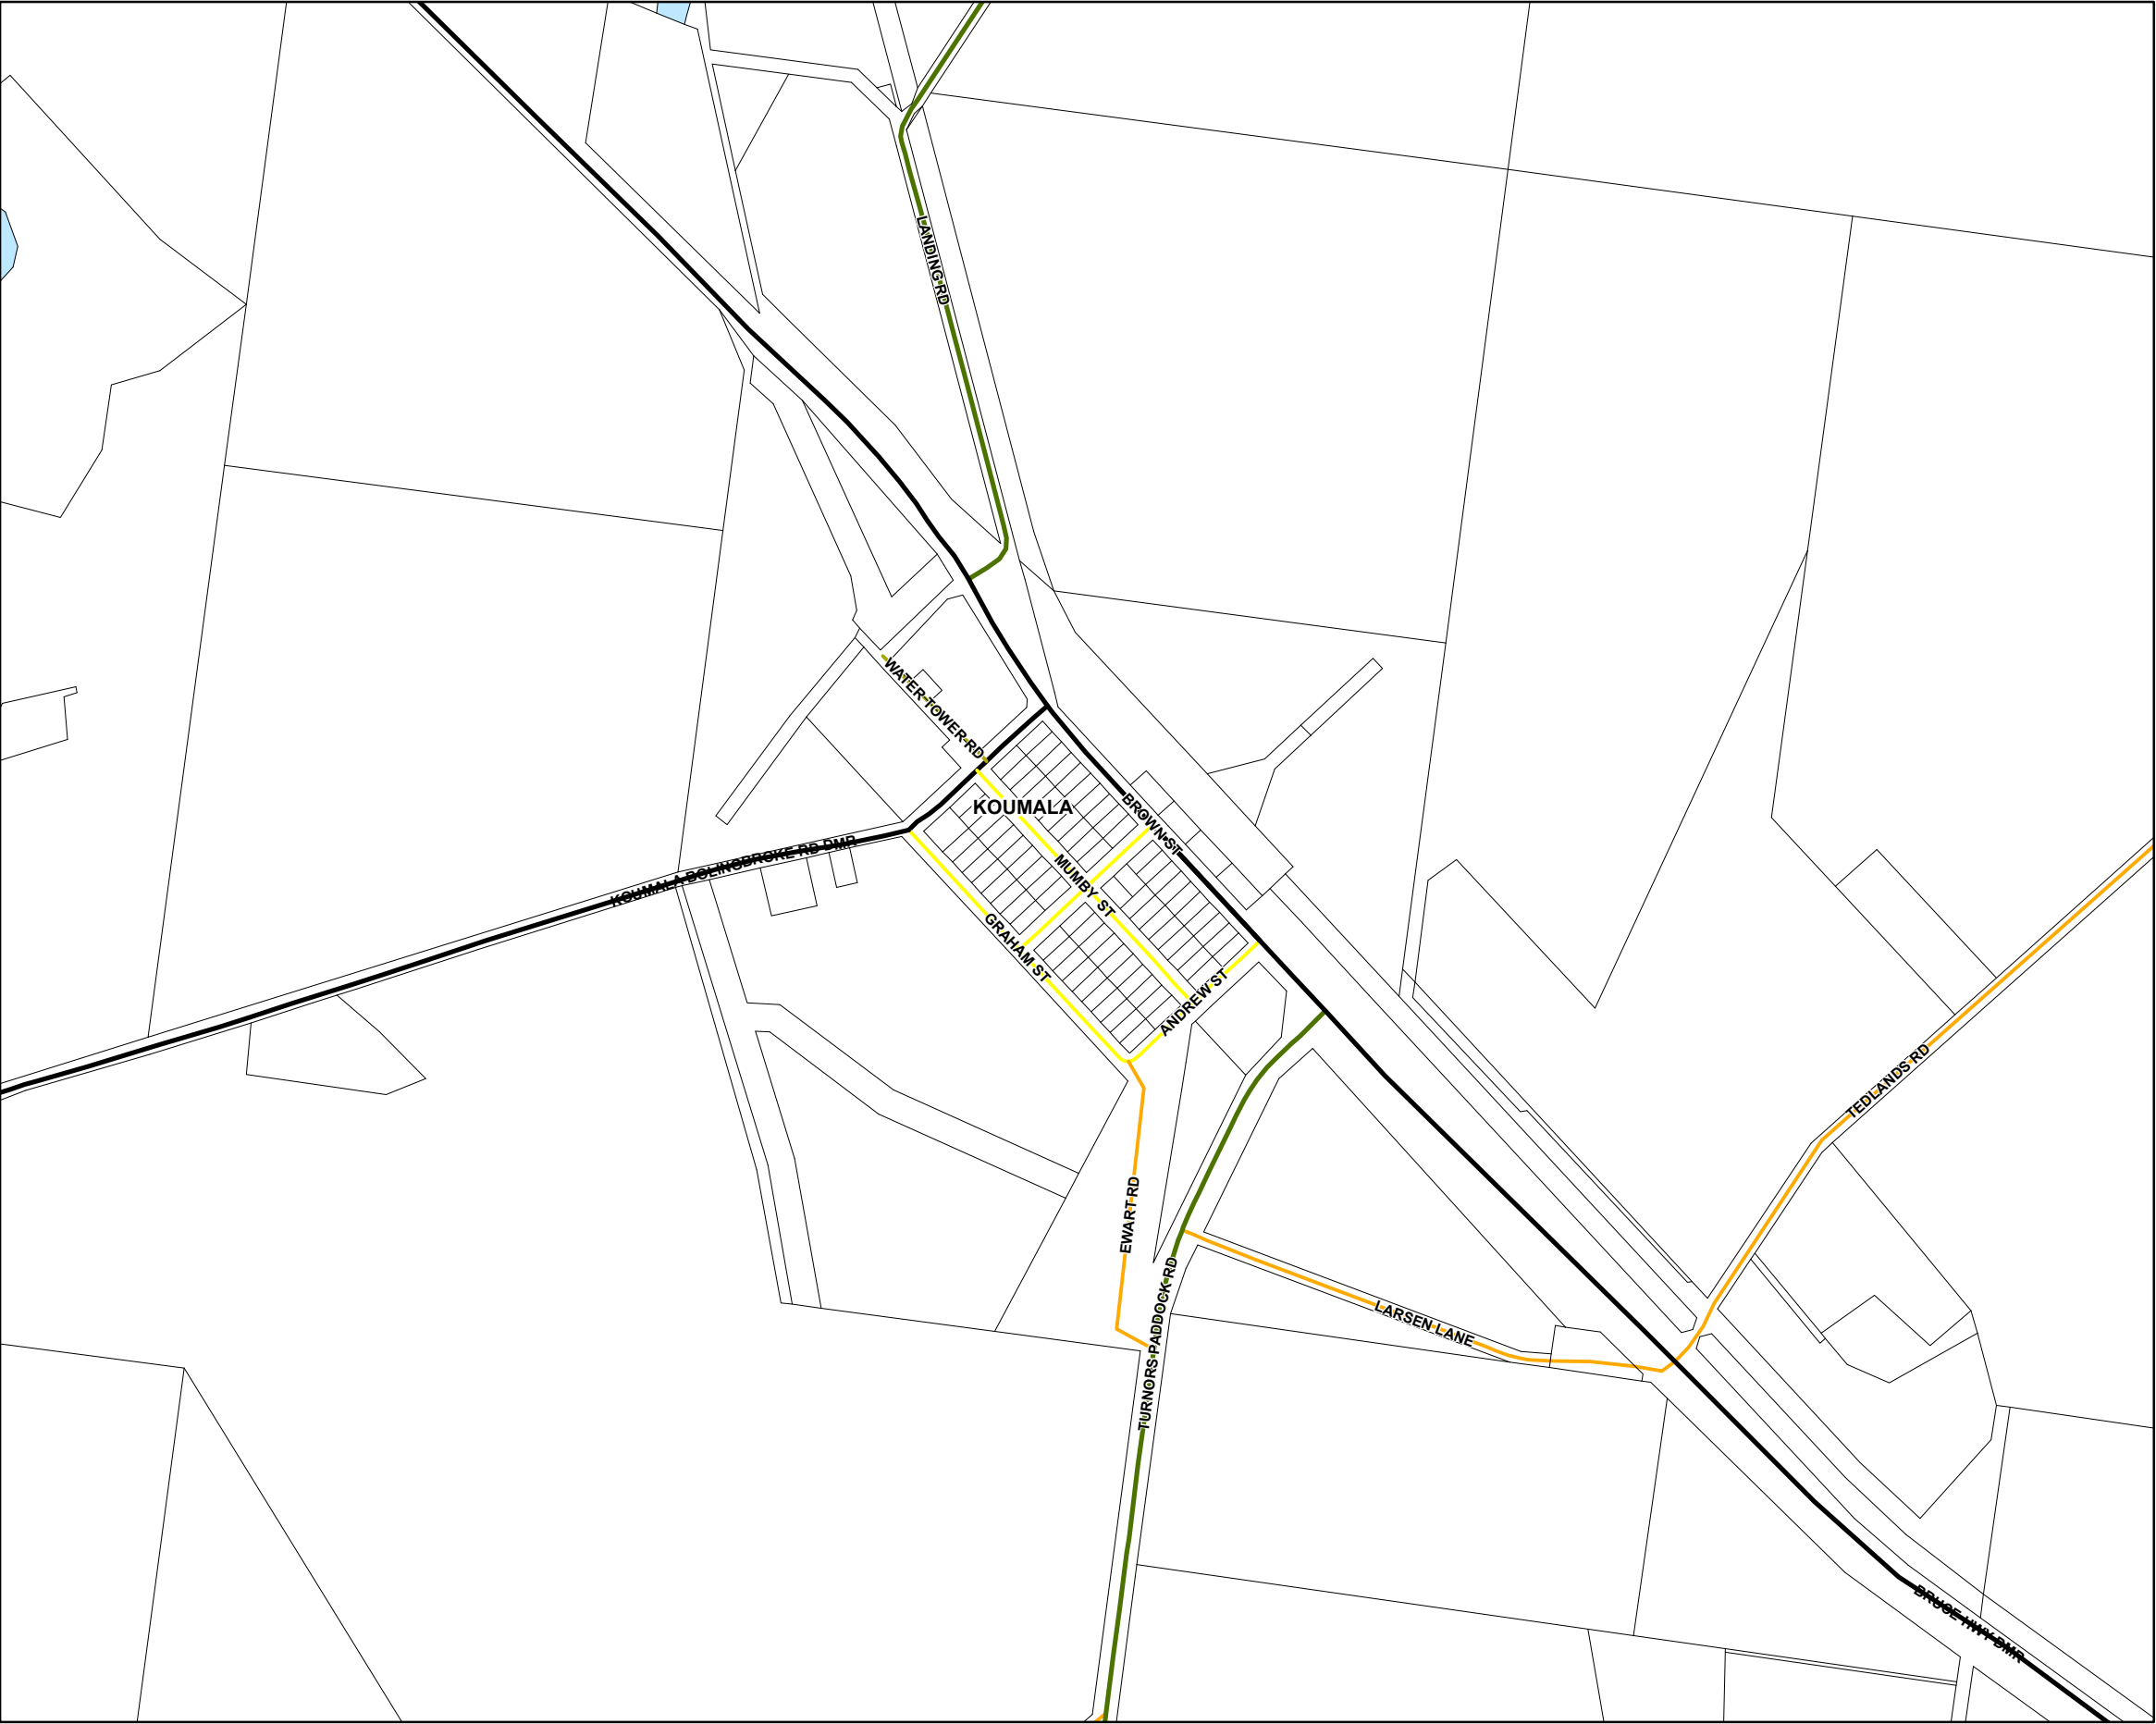 LANDING RD
WATER TOWER RD
KOUMALA
BROWN ST
KOUMALA BOLINGBROKE RD DMR
MUMBY ST
GRAHAM ST
ANDREW ST
TEDLANDS RD
EWART RD
TURNORS PADDOCK RD
LARSEN LANE
BRUCE HWY DMR